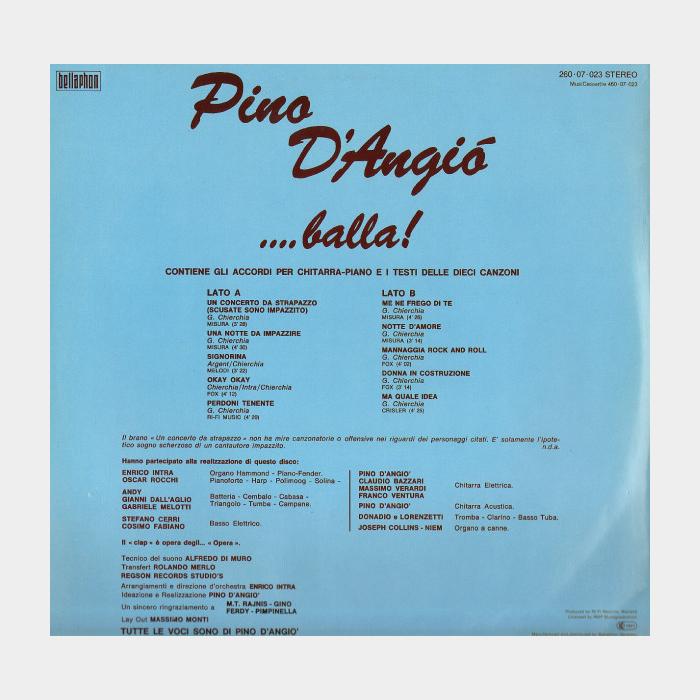 bellaphon
260·07·023 STEREO
MusiCassette 460·07·023
Pino
D'Angió
....balla!
CONTIENE GLI ACCORDI PER CHITARRA-PIANO E I TESTI DELLE DIECI CANZONI
LATO A
UN CONCERTO DA STRAPAZZO
(SCUSATE SONO IMPAZZITO)
G. Chierchia
MISURA (3' 28)
UNA NOTTE DA IMPAZZIRE
G. Chierchia
MISURA (4' 30)
SIGNORINA
Argent/Chierchia
MELODI (3' 22)
OKAY OKAY
Chierchia/Intra/Chierchia
FOX (4' 12)
PERDONI TENENTE
G. Chierchia
RI-FI MUSIC (4' 20)
LATO B
ME NE FREGO DI TE
G. Chierchia
MISURA (4' 26)
NOTTE D'AMORE
G. Chierchia
MISURA (3' 14)
MANNAGGIA ROCK AND ROLL
G. Chierchia
FOX (4' 02)
DONNA IN COSTRUZIONE
G. Chierchia
FOX (3' 14)
MA QUALE IDEA
G. Chierchia
CRISLER (4' 25)
Il brano «Un concerto da strapazzo» non ha mire canzonatorie o offensive nei riguardi dei personaggi citati. E' solamente l'ipote-
tico sogno scherzoso di un cantautore impazzito. n.d.a.
Hanno partecipato alla realizzazione di questo disco:
ENRICO INTRA
OSCAR ROCCHI
Organo Hammond - Piano-Fender.
Pianoforte - Harp - Polimoog - Solina -
ANDY
GIANNI DALL'AGLIO
GABRIELE MELOTTI
Batteria - Cembalo - Cabasa -
Triangolo - Tumbe - Campane.
STEFANO CERRI
COSIMO FABIANO
Basso Elettrico.
PINO D'ANGIO'
CLAUDIO BAZZARI
MASSIMO VERARDI
FRANCO VENTURA
Chitarra Elettrica.
PINO D'ANGIO' Chitarra Acustica.
DONADIO e LORENZETTI Tromba - Clarino - Basso Tuba.
JOSEPH COLLINS - NIEM Organo a canne.
Il «clap» è opera degli... «Opera».
Tecnico del suono ALFREDO DI MURO
Transfert ROLANDO MERLO
REGSON RECORDS STUDIO'S
Arrangiamenti e direzione d'orchestra ENRICO INTRA
Ideazione e Realizzazione PINO D'ANGIO'
Un sincero ringraziamento a M.T. RAJNIS - GINO
FERDY - PIMPINELLA
Lay Out MASSIMO MONTI
TUTTE LE VOCI SONO DI PINO D'ANGIO'